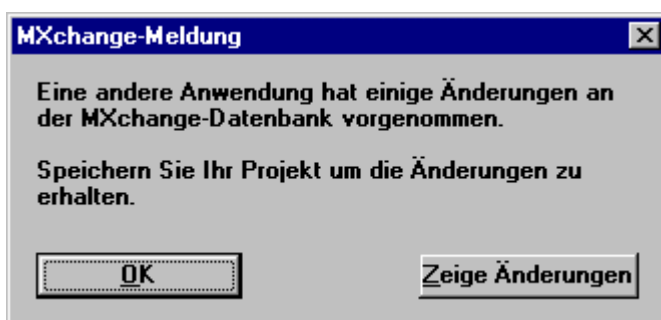 MXchange-Meldung
Eine andere Anwendung hat einige Änderungen an
der MXchange-Datenbank vorgenommen.
Speichern Sie Ihr Projekt um die Änderungen zu
erhalten.
OK
Zeige Änderungen